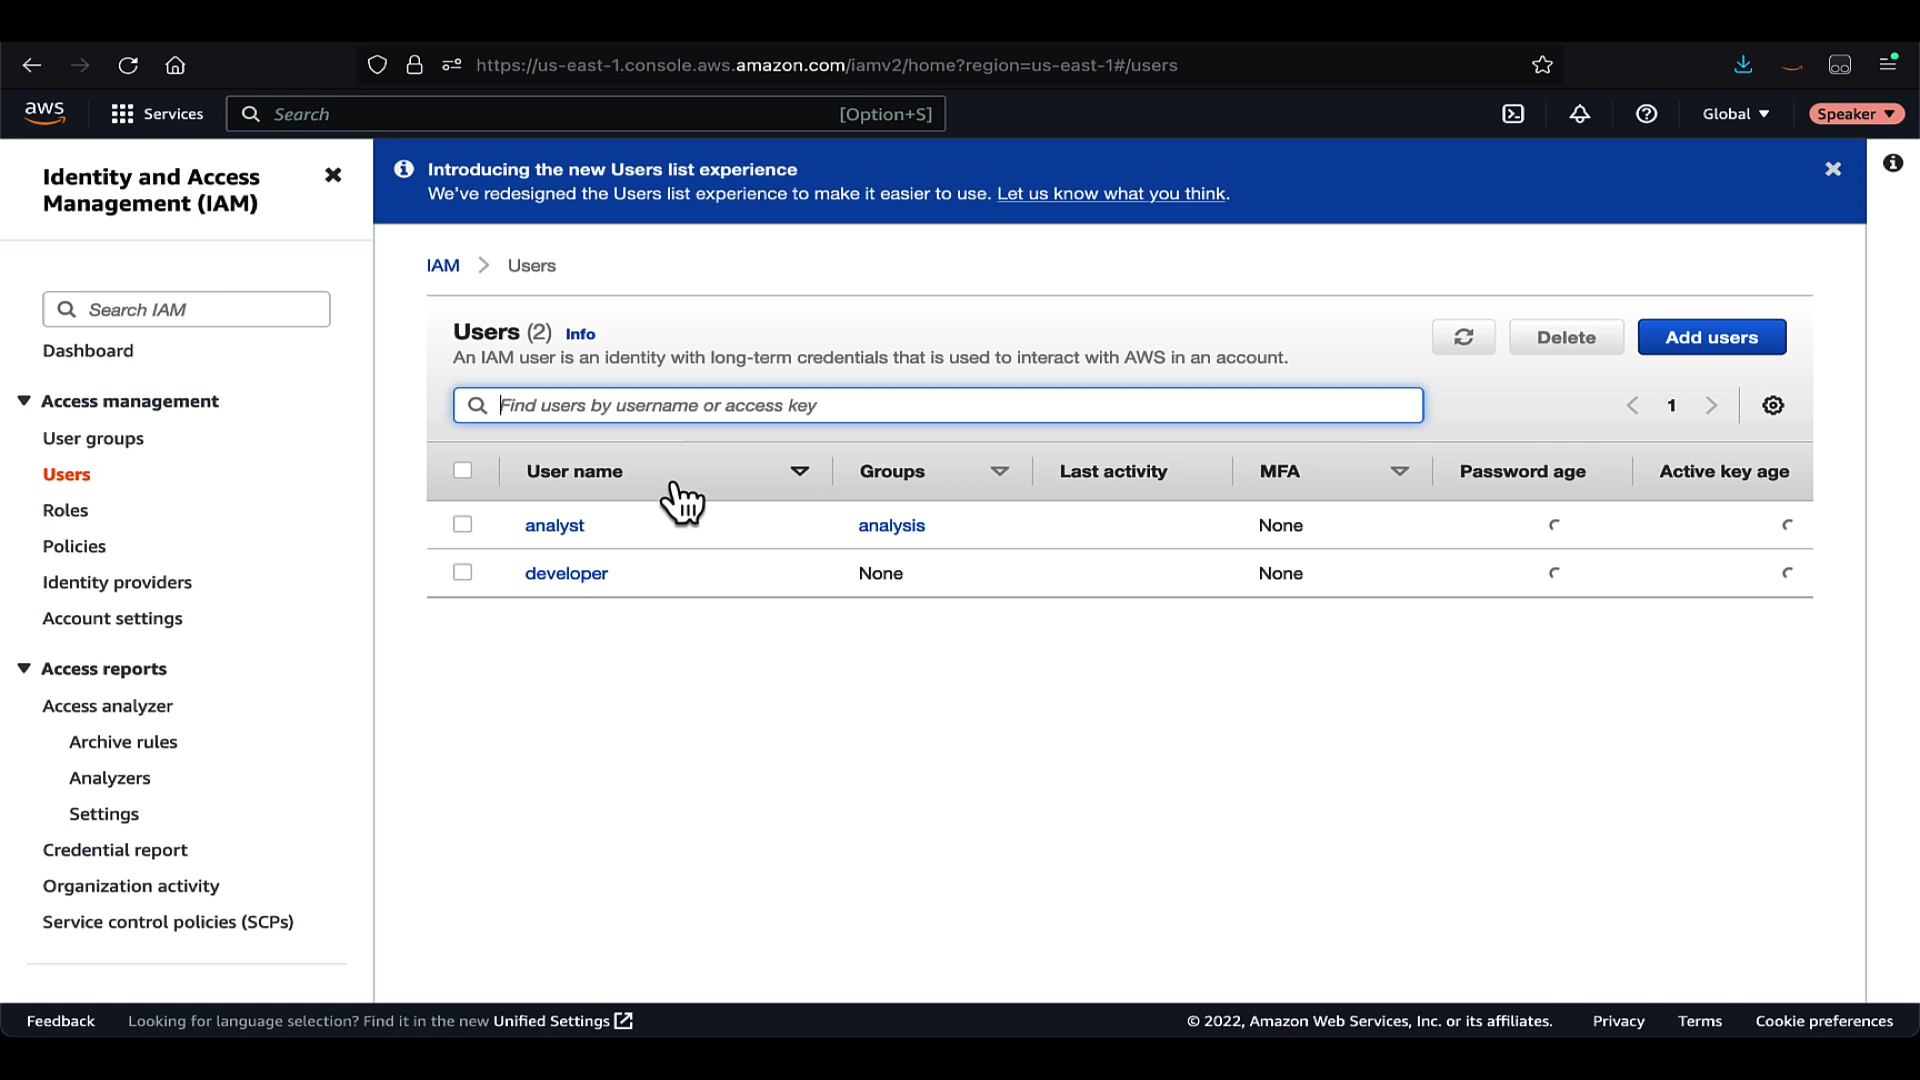 https://us-east-1.console.aws.amazon.com/iamv2/home?region=us-east-1#/users
aws
Services
Search
[Option+S]
Global
Speaker
Identity and Access
Management (IAM)
Search IAM
Dashboard
Access management
User groups
Users
Roles
Policies
Identity providers
Account settings
Access reports
Access analyzer
Archive rules
Analyzers
Settings
Credential report
Organization activity
Service control policies (SCPs)
Introducing the new Users list experience
We've redesigned the Users list experience to make it easier to use. Let us know what you think.
IAM > Users
Users (2) Info
An IAM user is an identity with long-term credentials that is used to interact with AWS in an account.
Delete
Add users
Find users by username or access key
1
User name Groups Last activity MFA Password age Active key age
analyst analysis None
developer None None
Feedback
Looking for language selection? Find it in the new Unified Settings
© 2022, Amazon Web Services, Inc. or its affiliates.
Privacy
Terms
Cookie preferences